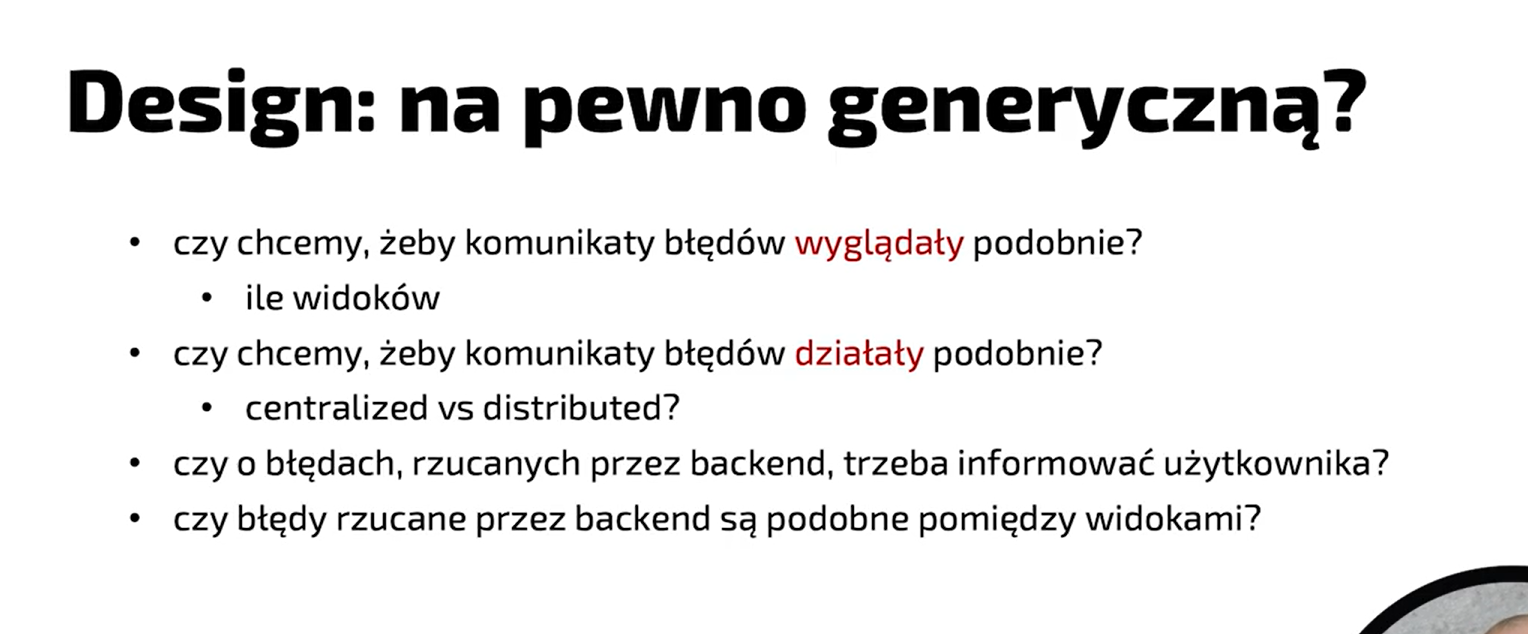 Design: na pewno generyczną?
• czy chcemy, żeby komunikaty błędów wyglądały podobnie?
• ile widoków
• czy chcemy, żeby komunikaty błędów działały podobnie?
• centralized vs distributed?
• czy o błędach, rzucanych przez backend, trzeba informować użytkownika?
• czy błędy rzucane przez backend są podobne pomiędzy widokami?